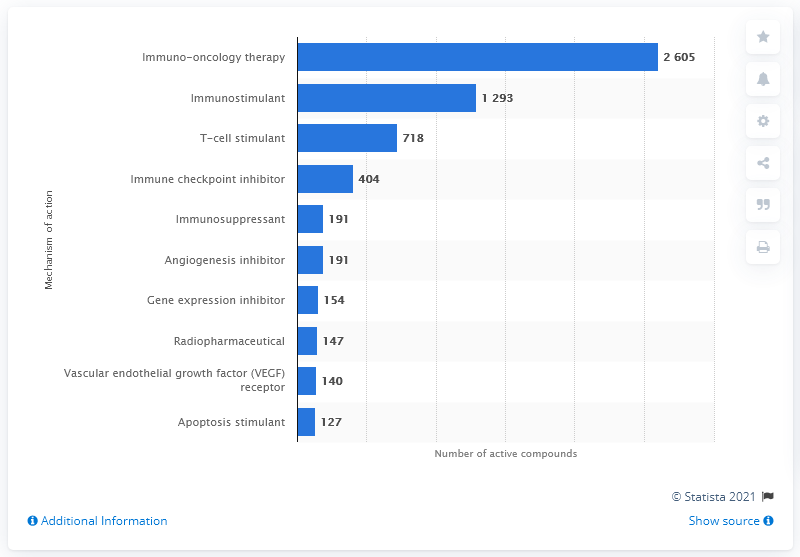 Immuno-oncology therapy 2 605
Immunostimulant 1 293
T-cell stimulant 718
Immune checkpoint inhibitor 404
Immunosuppressant 191
Angiogenesis inhibitor 191
Gene expression inhibitor 154
Radiopharmaceutical 147
Vascular endothelial growth factor (VEGF)
receptor 140
Apoptosis stimulant 127
Mechanism of action
Number of active compounds
© Statista 2021
Additional Information
Show source